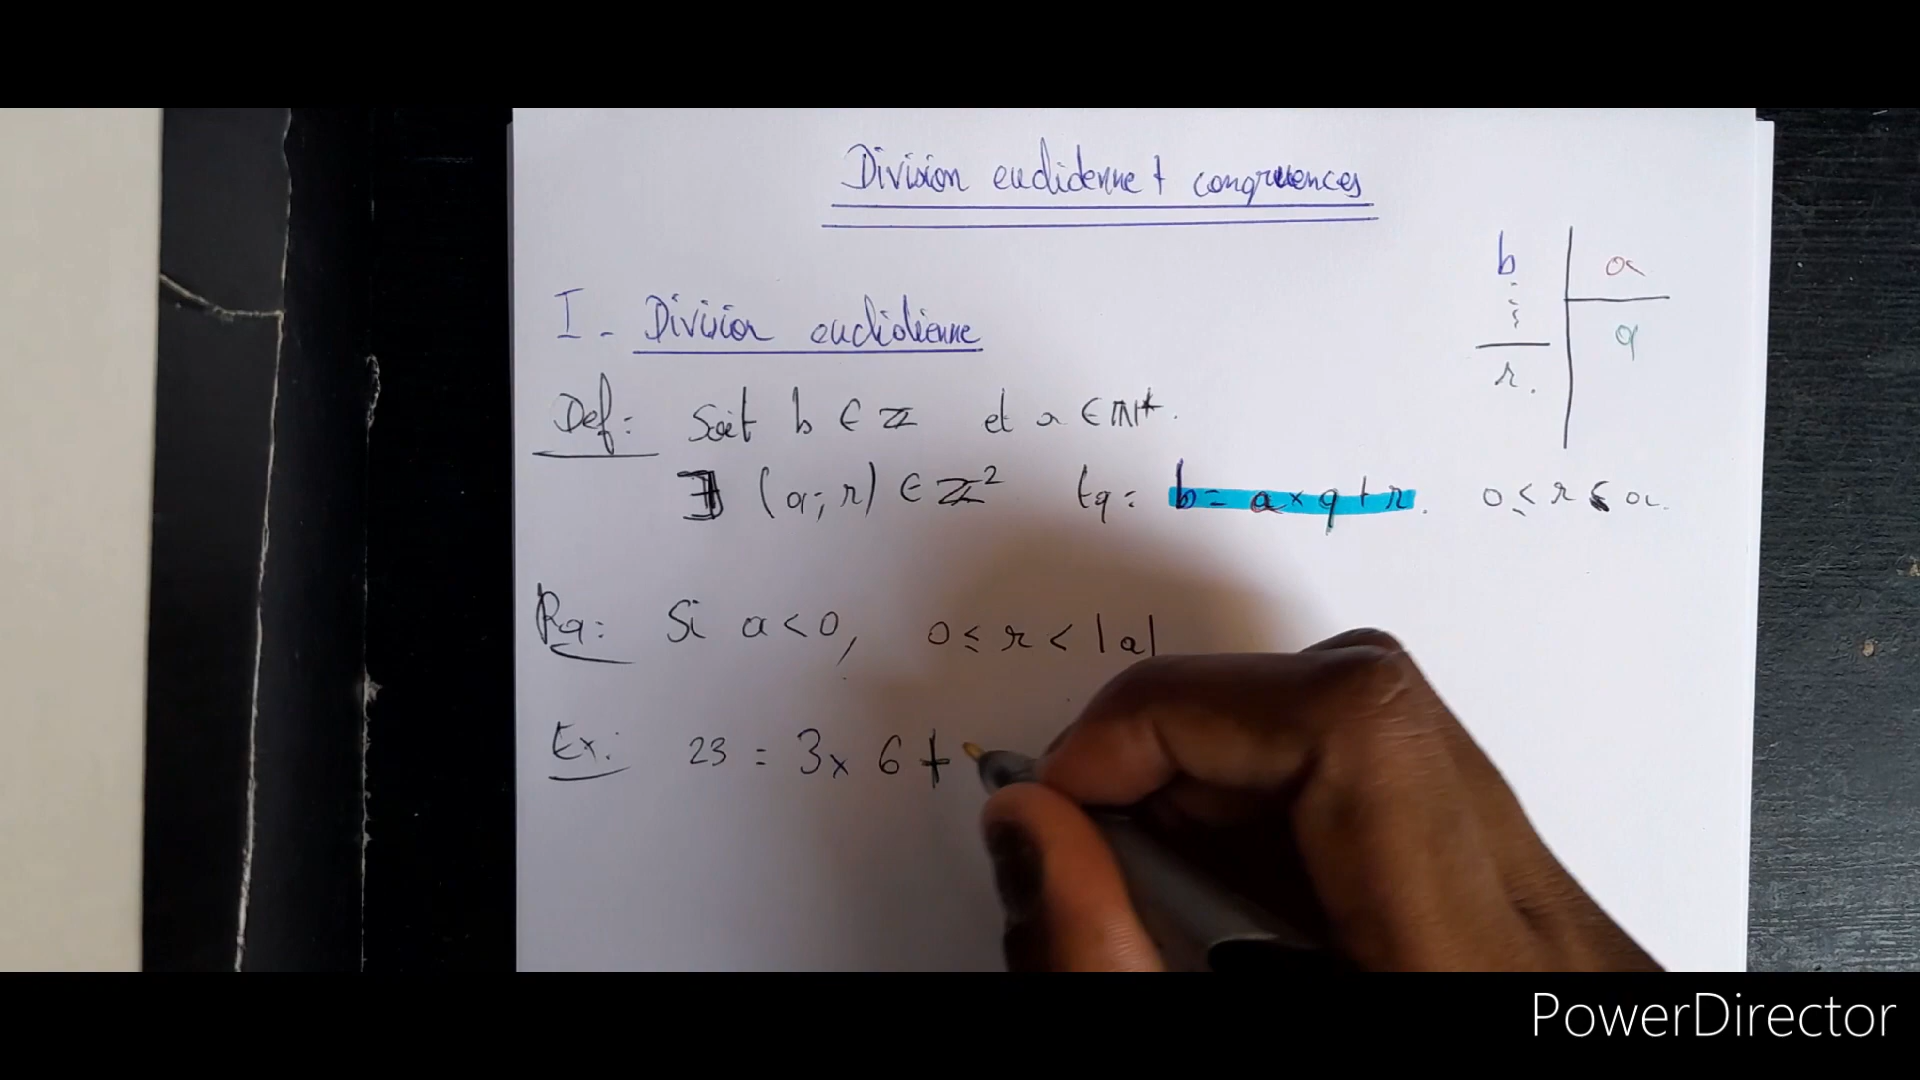 Division euclidenne + congruences
b a
q
r.
I - Division euclidienne
Def: Soit b ∈ ℤ et a ∈ ℕ*.
∃ (q; r) ∈ ℤ² tq: b = a × q + r. 0 ≤ r < a.
Rq: Si a < 0, 0 ≤ r < |a|
Ex: 23 = 3 x 6 +
PowerDirector